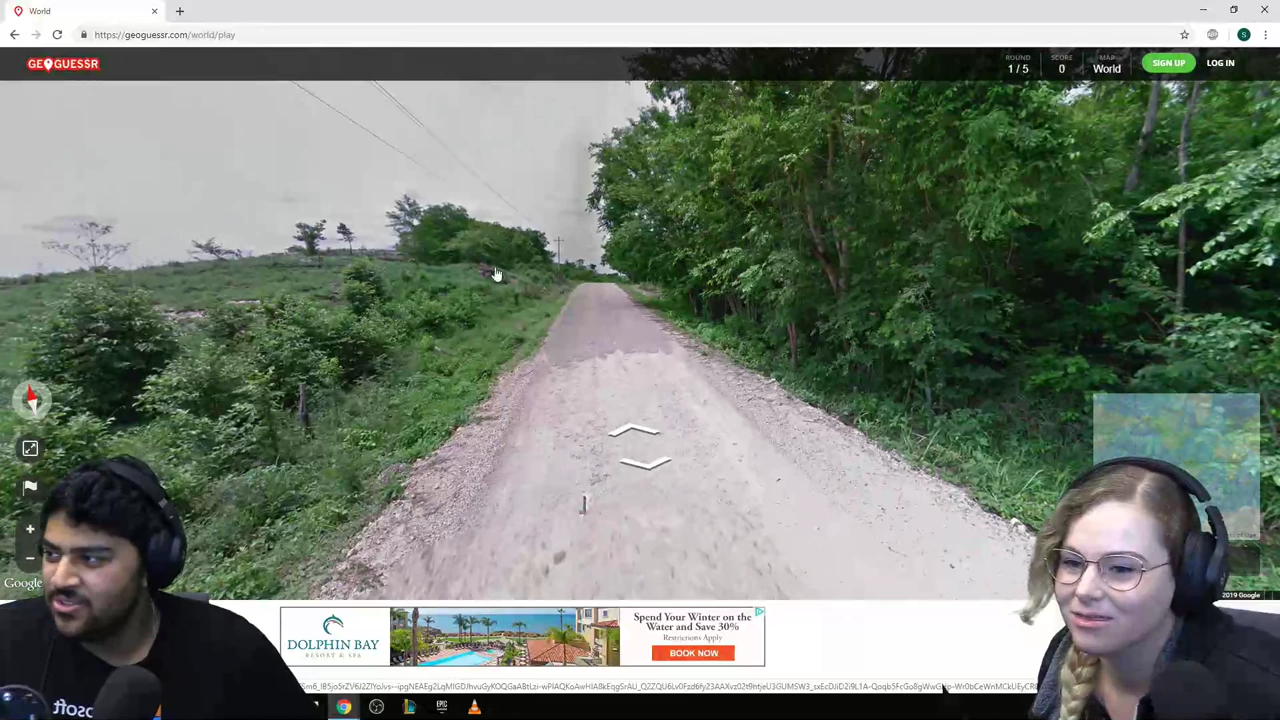 World
https://geoguessr.com/world/play
S
GEOGUESSR
ROUND
1 / 5
SCORE
0
MAP
World
SIGN UP
LOG IN
Google
2019 Google
DOLPHIN BAY
RESORT & SPA
Spend Your Winter on the
Water and Save 30%
Restrictions Apply
BOOK NOW
EPIC